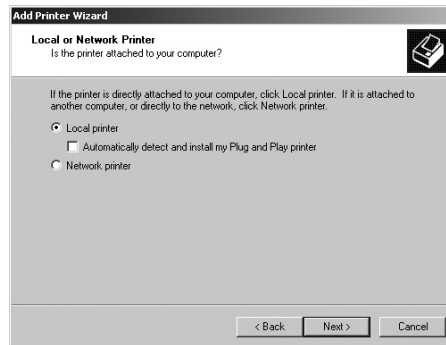 Add Printer Wizard
Local or Network Printer
Is the printer attached to your computer?
If the printer is directly attached to your computer, click Local printer. If it is attached to
another computer, or directly to the network, click Network printer.
Local printer
Automatically detect and install my Plug and Play printer
Network printer
< Back
Next >
Cancel